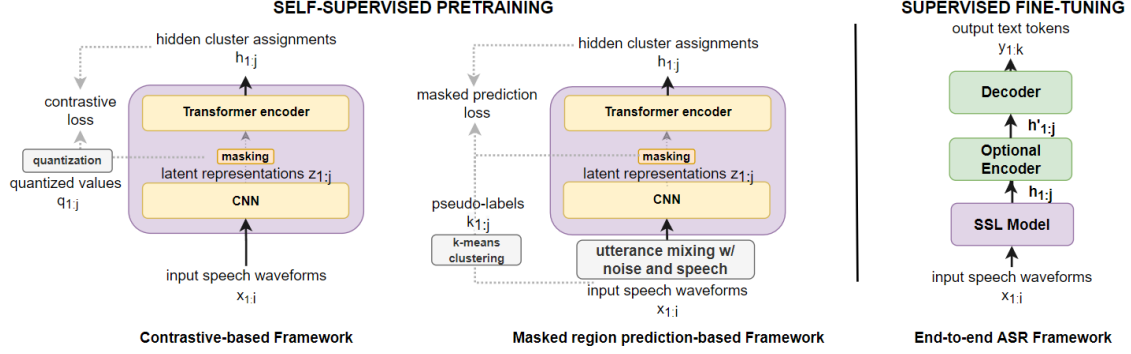 SELF-SUPERVISED PRETRAINING
hidden cluster assignments
h1:j
contrastive
loss
Transformer encoder
quantization
masking
quantized values
q1:j
latent representations z1:j
CNN
input speech waveforms
x1:i
Contrastive-based Framework
hidden cluster assignments
h1:j
masked prediction
loss
Transformer encoder
masking
latent representations z1:j
pseudo-labels
k1:j
CNN
k-means
clustering
utterance mixing w/
noise and speech
input speech waveforms
x1:i
Masked region prediction-based Framework
SUPERVISED FINE-TUNING
output text tokens
y1:k
Decoder
h'1:j
Optional
Encoder
h1:j
SSL Model
input speech waveforms
x1:i
End-to-end ASR Framework